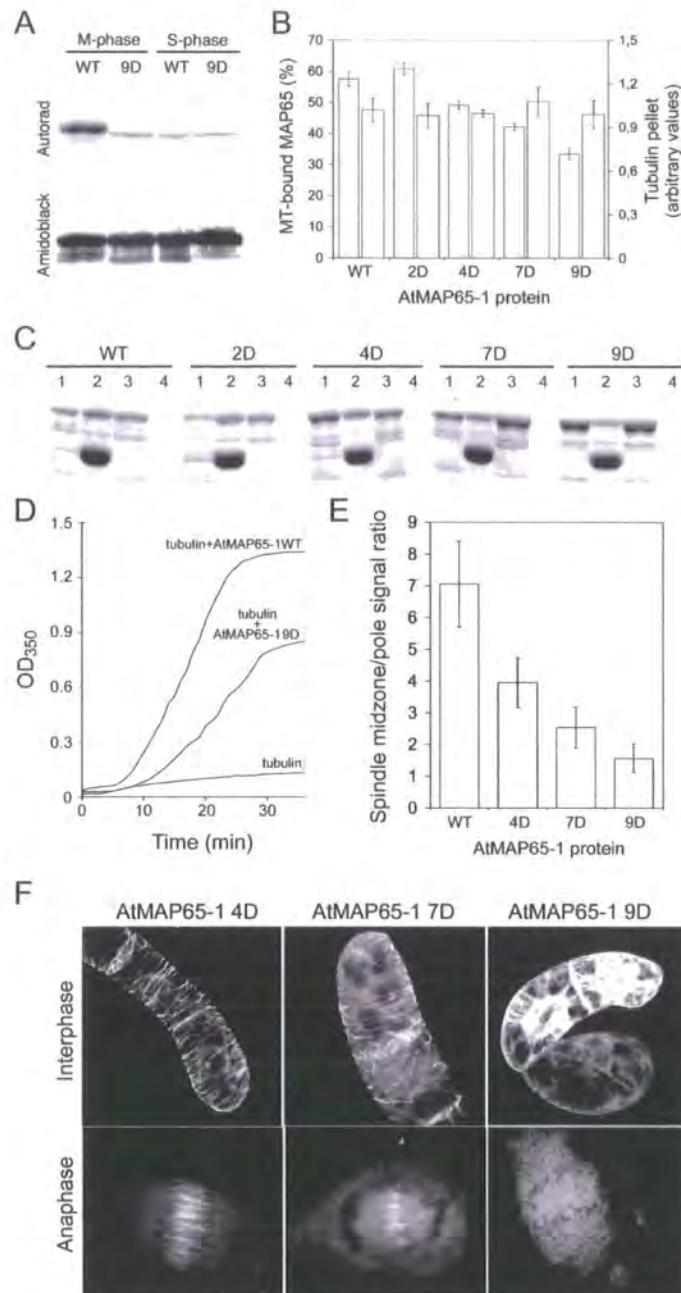 A
M-phase S-phase
WT 9D WT 9D
Autorad
Amidoblack
B
MT-bound MAP65 (%)
70
60
50
40
30
20
10
0
1,5
1,2
0,9
0,6
0,3
0
Tubulin pellet
(arbitrary values)
WT 2D 4D 7D 9D
AtMAP65-1 protein
C
WT 2D 4D 7D 9D
1 2 3 4 1 2 3 4 1 2 3 4 1 2 3 4 1 2 3 4
D
OD350
1.5
1.2
0.9
0.6
0.3
0
tubulin+AtMAP65-1WT
tubulin
+
AtMAP65-19D
tubulin
0 10 20 30
Time (min)
E
Spindle midzone/pole signal ratio
9
8
7
6
5
4
3
2
1
0
WT 4D 7D 9D
AtMAP65-1 protein
F
AtMAP65-1 4D AtMAP65-1 7D AtMAP65-1 9D
Interphase
Anaphase